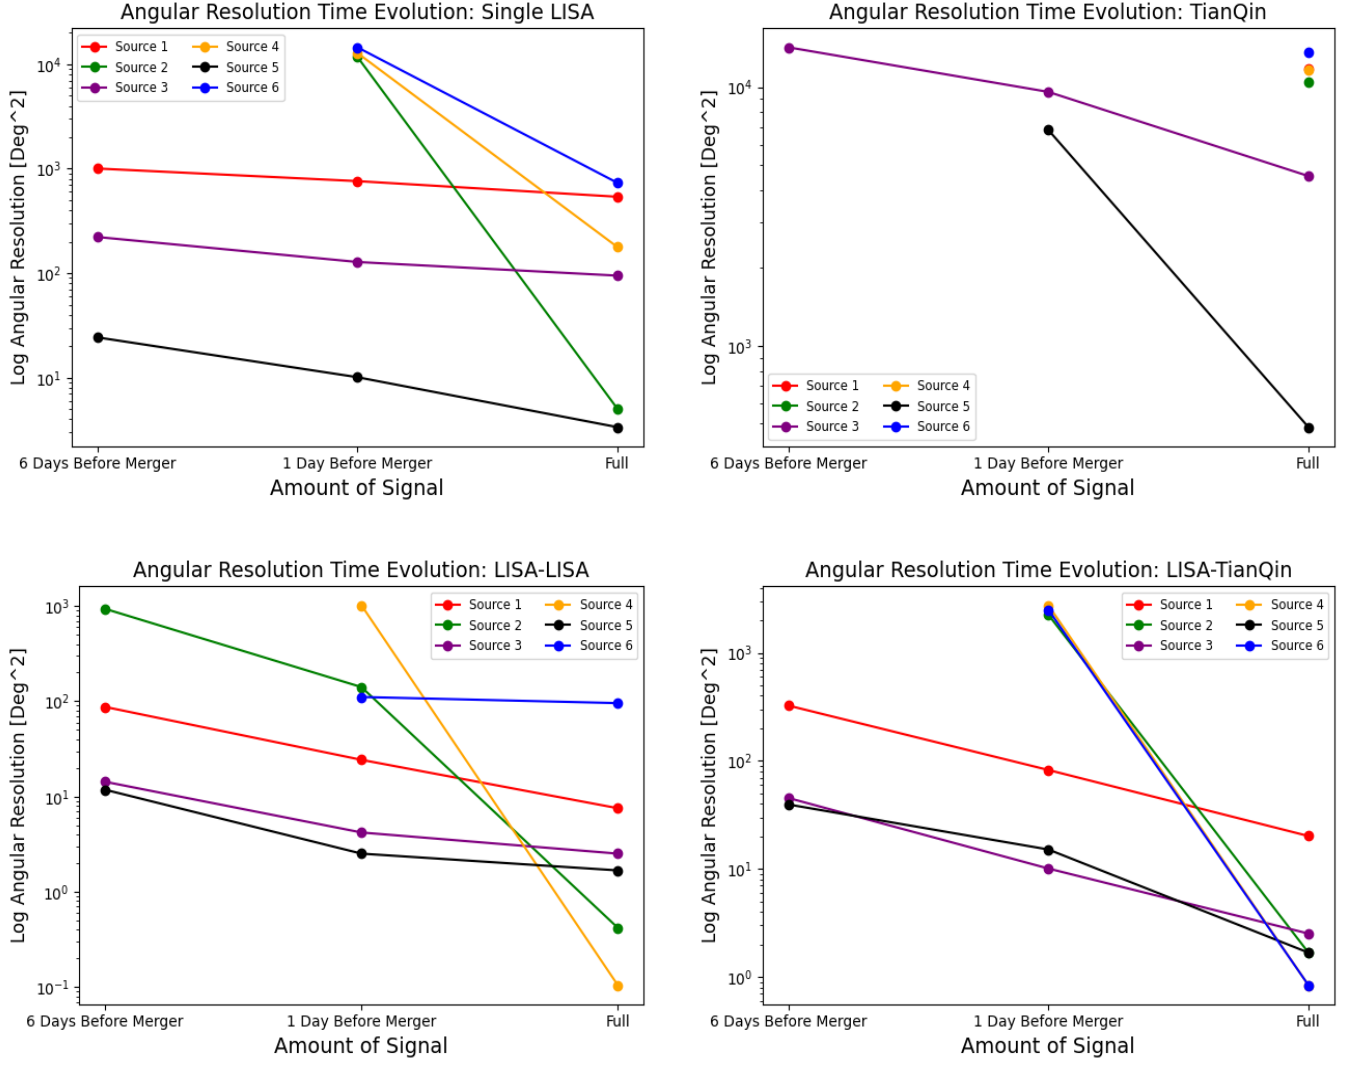 Angular Resolution Time Evolution: Single LISA
Log Angular Resolution [Deg^2]
10^4
10^3
10^2
10^1
Source 1 Source 4
Source 2 Source 5
Source 3 Source 6
6 Days Before Merger 1 Day Before Merger Full
Amount of Signal
Angular Resolution Time Evolution: TianQin
Log Angular Resolution [Deg^2]
10^4
10^3
Source 1 Source 4
Source 2 Source 5
Source 3 Source 6
6 Days Before Merger 1 Day Before Merger Full
Amount of Signal
Angular Resolution Time Evolution: LISA-LISA
Log Angular Resolution [Deg^2]
10^3
10^2
10^1
10^0
10^−1
Source 1 Source 4
Source 2 Source 5
Source 3 Source 6
6 Days Before Merger 1 Day Before Merger Full
Amount of Signal
Angular Resolution Time Evolution: LISA-TianQin
Log Angular Resolution [Deg^2]
10^3
10^2
10^1
10^0
Source 1 Source 4
Source 2 Source 5
Source 3 Source 6
6 Days Before Merger 1 Day Before Merger Full
Amount of Signal